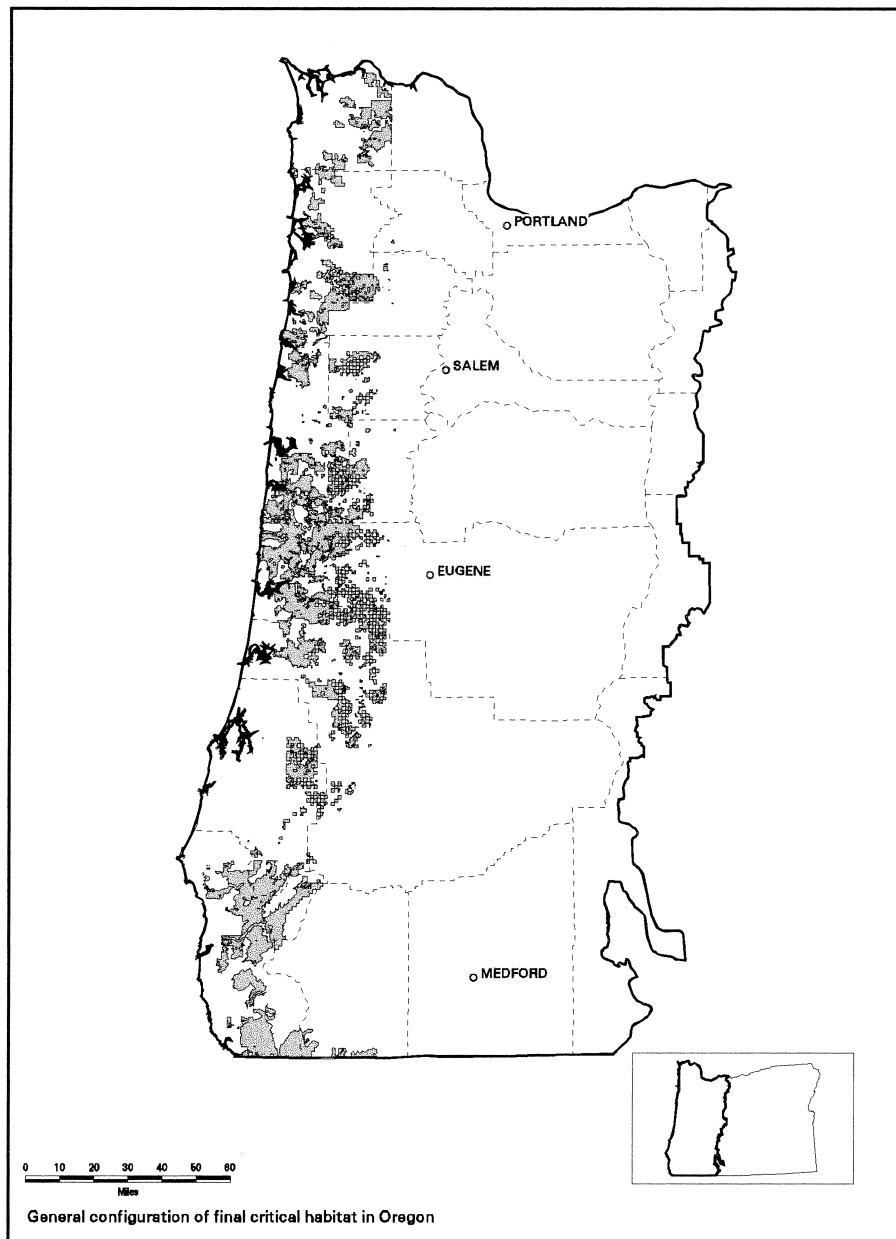 PORTLAND
SALEM
EUGENE
MEDFORD
0 10 20 30 40 50 60
Miles
General configuration of final critical habitat in Oregon